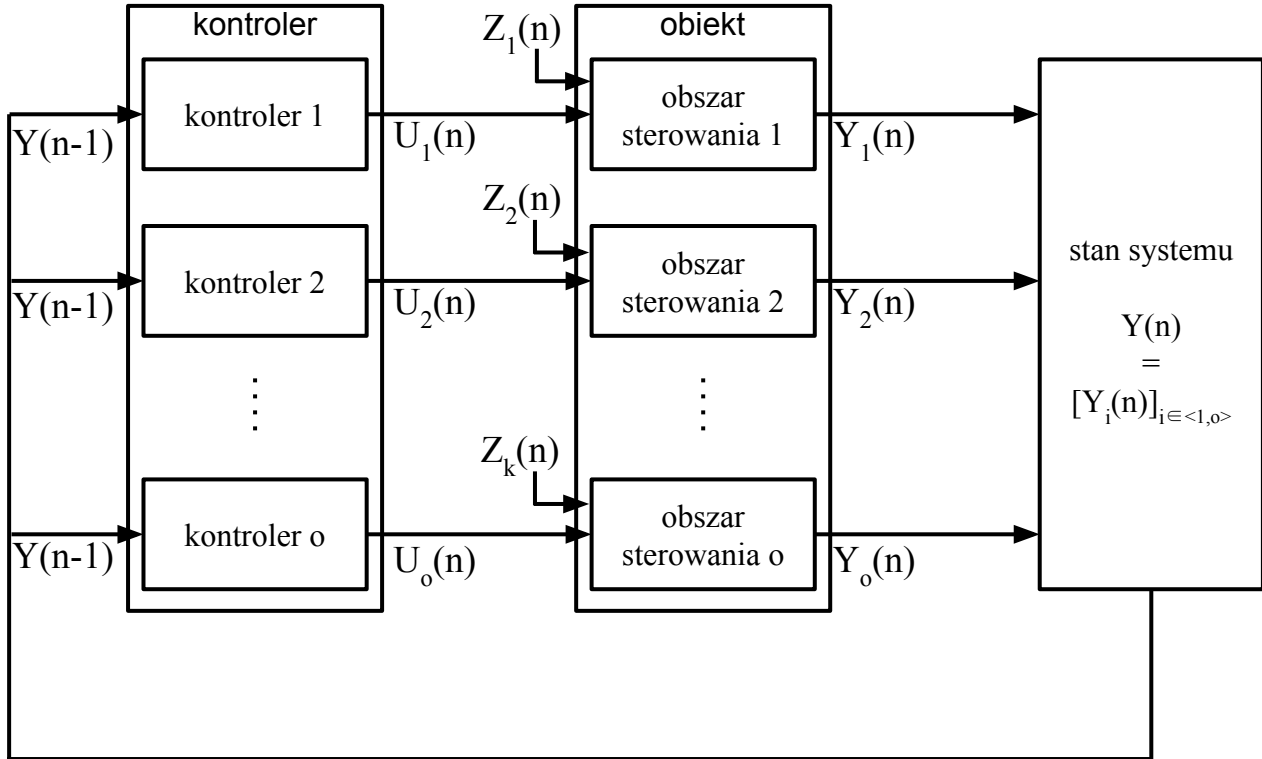 kontroler
obiekt
Z₁(n)
kontroler 1
obszar
sterowania 1
Y(n-1)
U₁(n)
Y₁(n)
Z₂(n)
kontroler 2
obszar
sterowania 2
Y(n-1)
U₂(n)
Y₂(n)
stan systemu
Y(n)
=
[Yᵢ(n)]i∈<1,o>
Zₖ(n)
kontroler o
obszar
sterowania o
Y(n-1)
Uₒ(n)
Yₒ(n)